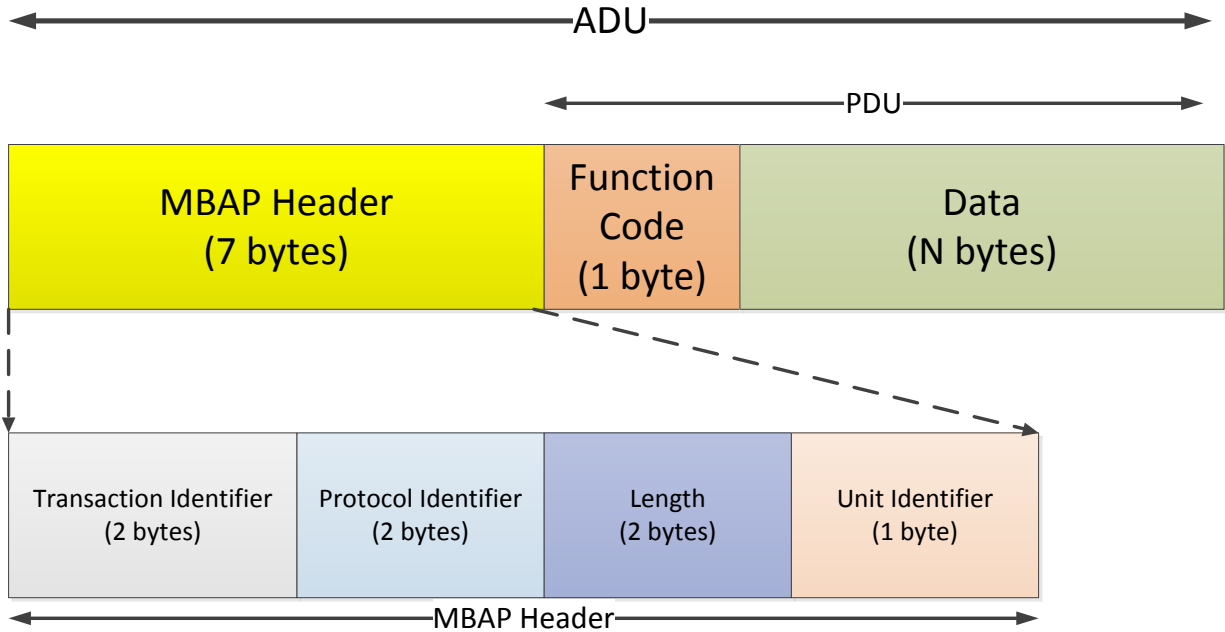 ADU
PDU
MBAP Header
(7 bytes)
Function
Code
(1 byte)
Data
(N bytes)
Transaction Identifier
(2 bytes)
Protocol Identifier
(2 bytes)
Length
(2 bytes)
Unit Identifier
(1 byte)
MBAP Header